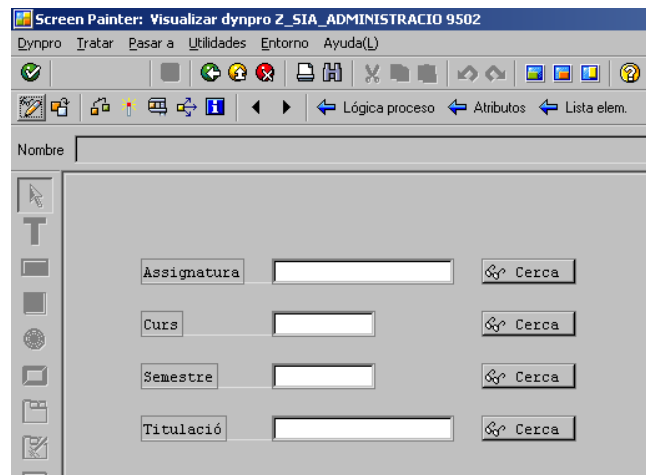 Screen Painter: Visualizar dynpro Z_SIA_ADMINISTRACIO 9502
Dynpro Tratar Pasar a Utilidades Entorno Ayuda(L)
Lógica proceso Atributos Lista elem.
Nombre
T
Assignatura Cerca
Curs Cerca
Semestre Cerca
Titulació Cerca